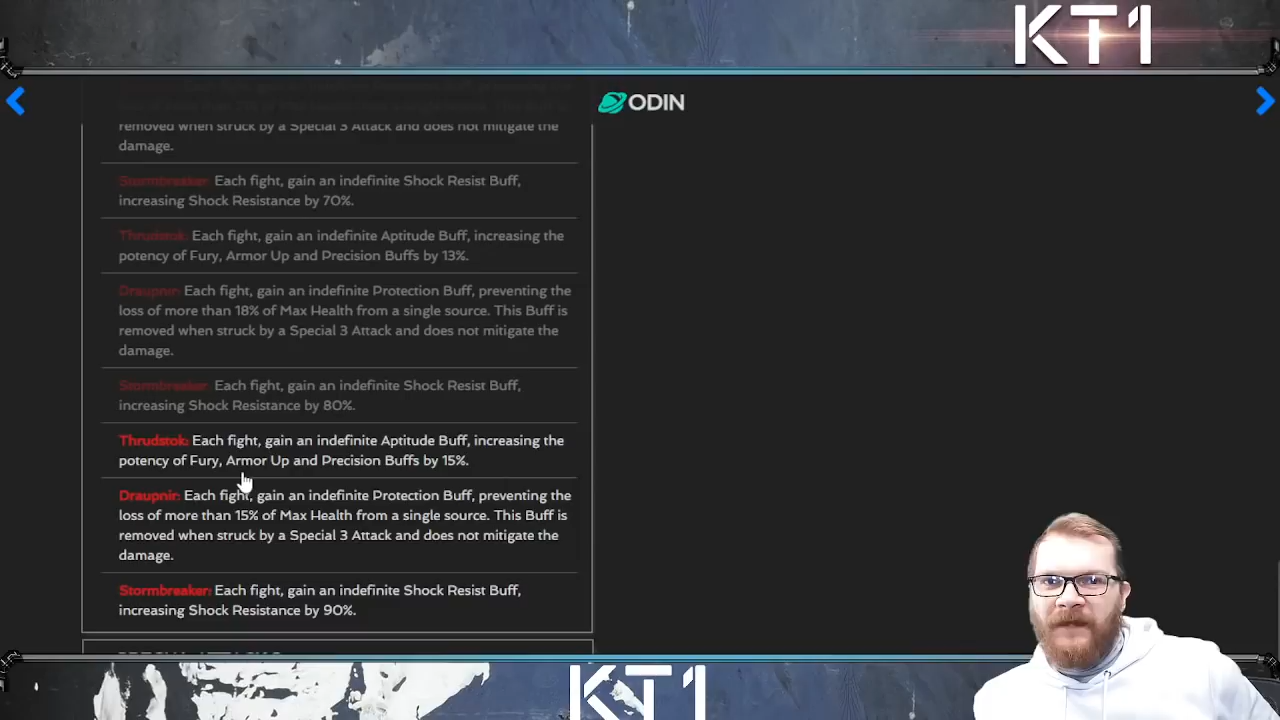 KT1
ODIN
removed when struck by a Special 3 Attack and does not mitigate the
damage.
Stormbreaker: Each fight, gain an indefinite Shock Resist Buff,
increasing Shock Resistance by 70%.
Thrudstok: Each fight, gain an indefinite Aptitude Buff, increasing the
potency of Fury, Armor Up and Precision Buffs by 13%.
Draupnir: Each fight, gain an indefinite Protection Buff, preventing the
loss of more than 18% of Max Health from a single source. This Buff is
removed when struck by a Special 3 Attack and does not mitigate the
damage.
Stormbreaker: Each fight, gain an indefinite Shock Resist Buff,
increasing Shock Resistance by 80%.
Thrudstok: Each fight, gain an indefinite Aptitude Buff, increasing the
potency of Fury, Armor Up and Precision Buffs by 15%.
Draupnir: Each fight, gain an indefinite Protection Buff, preventing the
loss of more than 15% of Max Health from a single source. This Buff is
removed when struck by a Special 3 Attack and does not mitigate the
damage.
Stormbreaker: Each fight, gain an indefinite Shock Resist Buff,
increasing Shock Resistance by 90%.
KT1